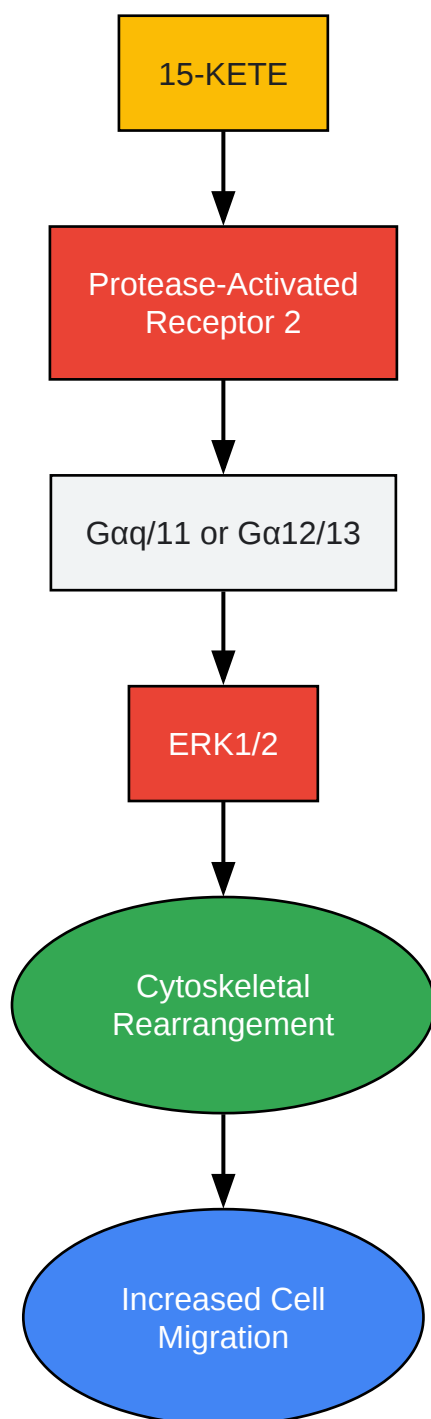 15-KETE
Protease-Activated
Receptor 2
Gαq/11 or Gα12/13
ERK1/2
Cytoskeletal
Rearrangement
Increased Cell
Migration